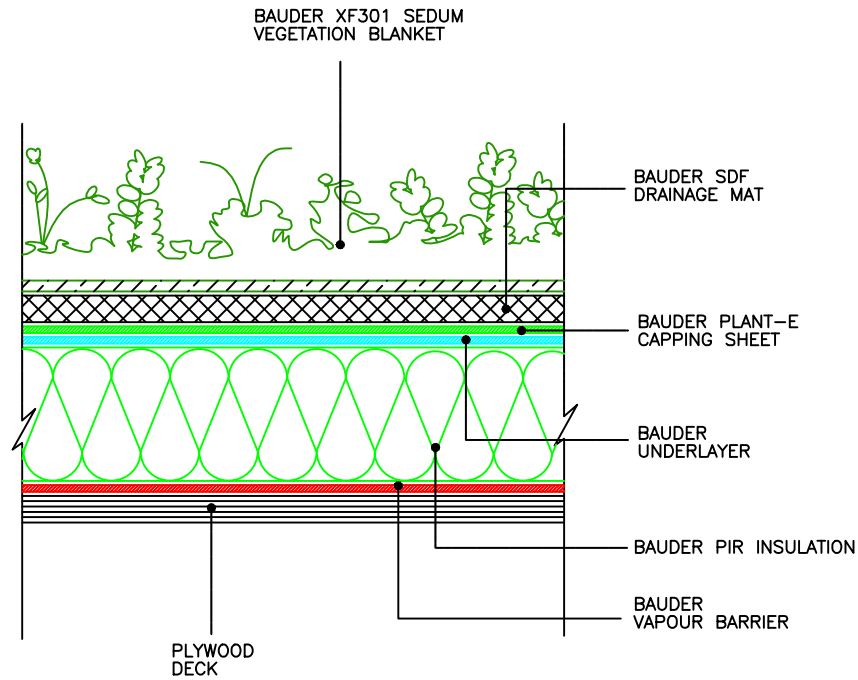 BAUDER XF301 SEDUM
VEGETATION BLANKET
BAUDER SDF
DRAINAGE MAT
BAUDER PLANT-E
CAPPING SHEET
BAUDER
UNDERLAYER
BAUDER PIR INSULATION
BAUDER
VAPOUR BARRIER
PLYWOOD
DECK